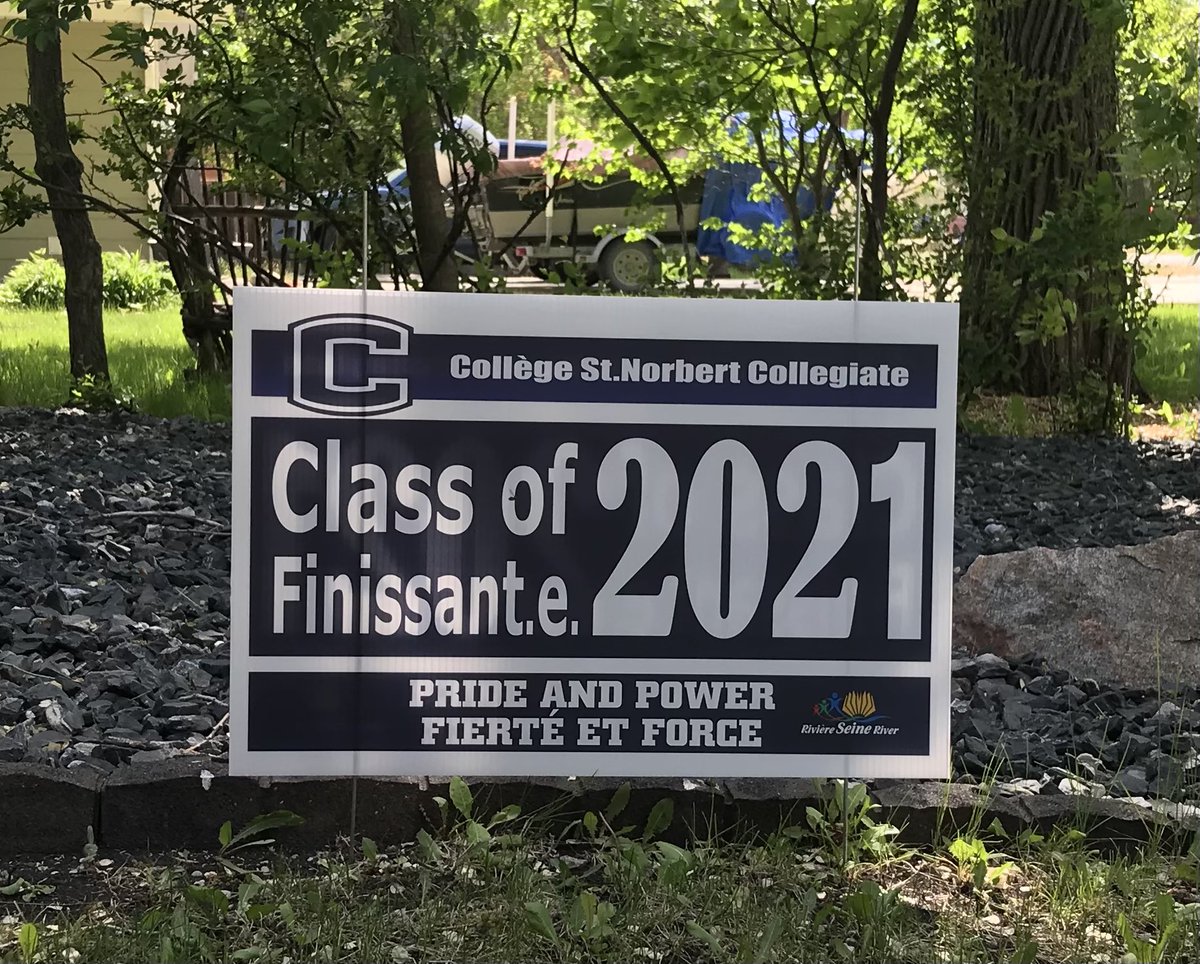 C
Collège St.Norbert Collegiate
Class of 2021
Finissant.e.
PRIDE AND POWER
FIERTÉ ET FORCE
Rivière Seine River